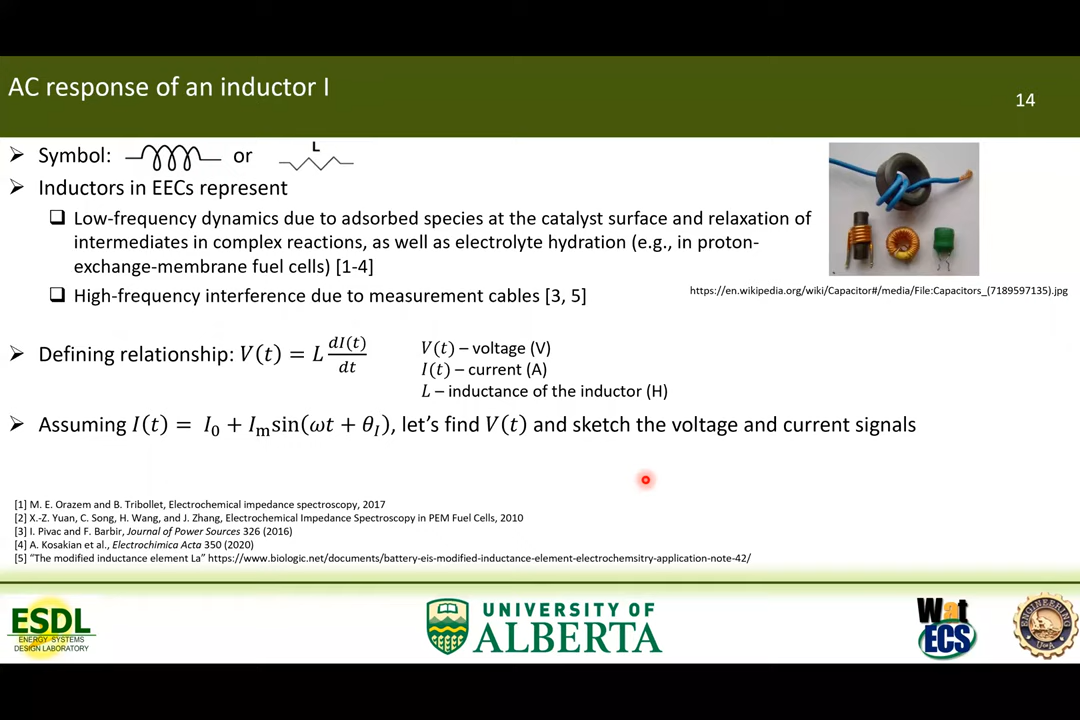 AC response of an inductor I
14
➢ Symbol: or L
➢ Inductors in EECs represent
❑ Low-frequency dynamics due to adsorbed species at the catalyst surface and relaxation of
intermediates in complex reactions, as well as electrolyte hydration (e.g., in proton-
exchange-membrane fuel cells) [1-4]
❑ High-frequency interference due to measurement cables [3, 5]
https://en.wikipedia.org/wiki/Capacitor#/media/File:Capacitors_(7189597135).jpg
➢ Defining relationship: V(t) = L dI(t)/dt
V(t) – voltage (V)
I(t) – current (A)
L – inductance of the inductor (H)
➢ Assuming I(t) = I₀ + Iₘsin(ωt + θ_I), let's find V(t) and sketch the voltage and current signals
[1] M. E. Orazem and B. Tribollet, Electrochemical impedance spectroscopy, 2017
[2] X.-Z. Yuan, C. Song, H. Wang, and J. Zhang, Electrochemical Impedance Spectroscopy in PEM Fuel Cells, 2010
[3] I. Pivac and F. Barbir, Journal of Power Sources 326 (2016)
[4] A. Kosakian et al., Electrochimica Acta 350 (2020)
[5] "The modified inductance element La" https://www.biologic.net/documents/battery-eis-modified-inductance-element-electrochemsitry-application-note-42/
ESDL
ENERGY SYSTEMS
DESIGN LABORATORY
UNIVERSITY OF
ALBERTA
Wat
ECS
ENGINEERING
U of A